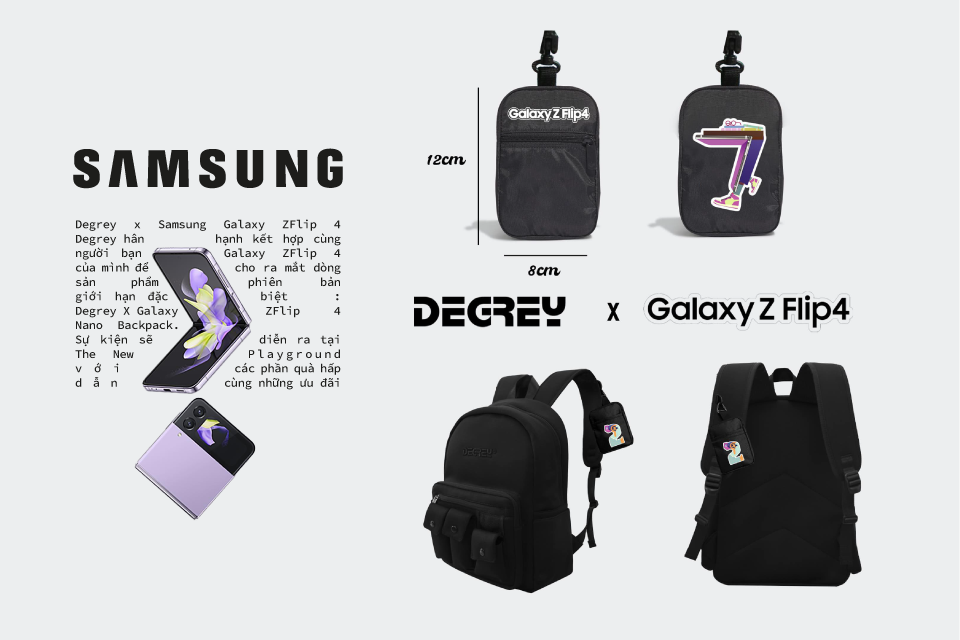 SAMSUNG
Degrey x Samsung Galaxy ZFlip 4
Degrey hân hạnh kết hợp cùng
người bạn Galaxy ZFlip 4
của mình để cho ra mắt dòng
sản phẩm phiên bản
giới hạn đặc biệt :
Degrey X Galaxy ZFlip 4
Nano Backpack.
Sự kiện sẽ diễn ra tại
The New Playground
với các phần quà hấp
dẫn cùng những ưu đãi
Galaxy Z Flip4
12cm
8cm
DEGREY x Galaxy Z Flip4
DEGREY